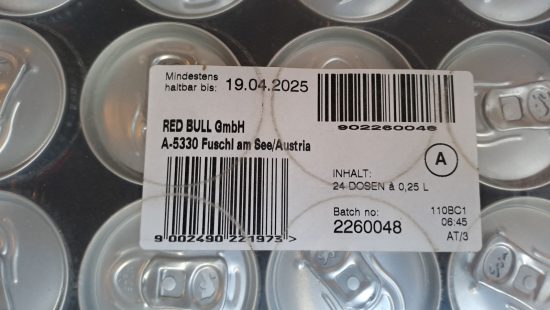 Mindestens
haltbar bis: 19.04.2025
902260048
RED BULL GmbH
A-5330 Fuschl am See/Austria
A
INHALT:
24 DOSEN à 0,25 L
9 002490 221973 >
Batch no:
2260048
110BC1
06:45
AT/3